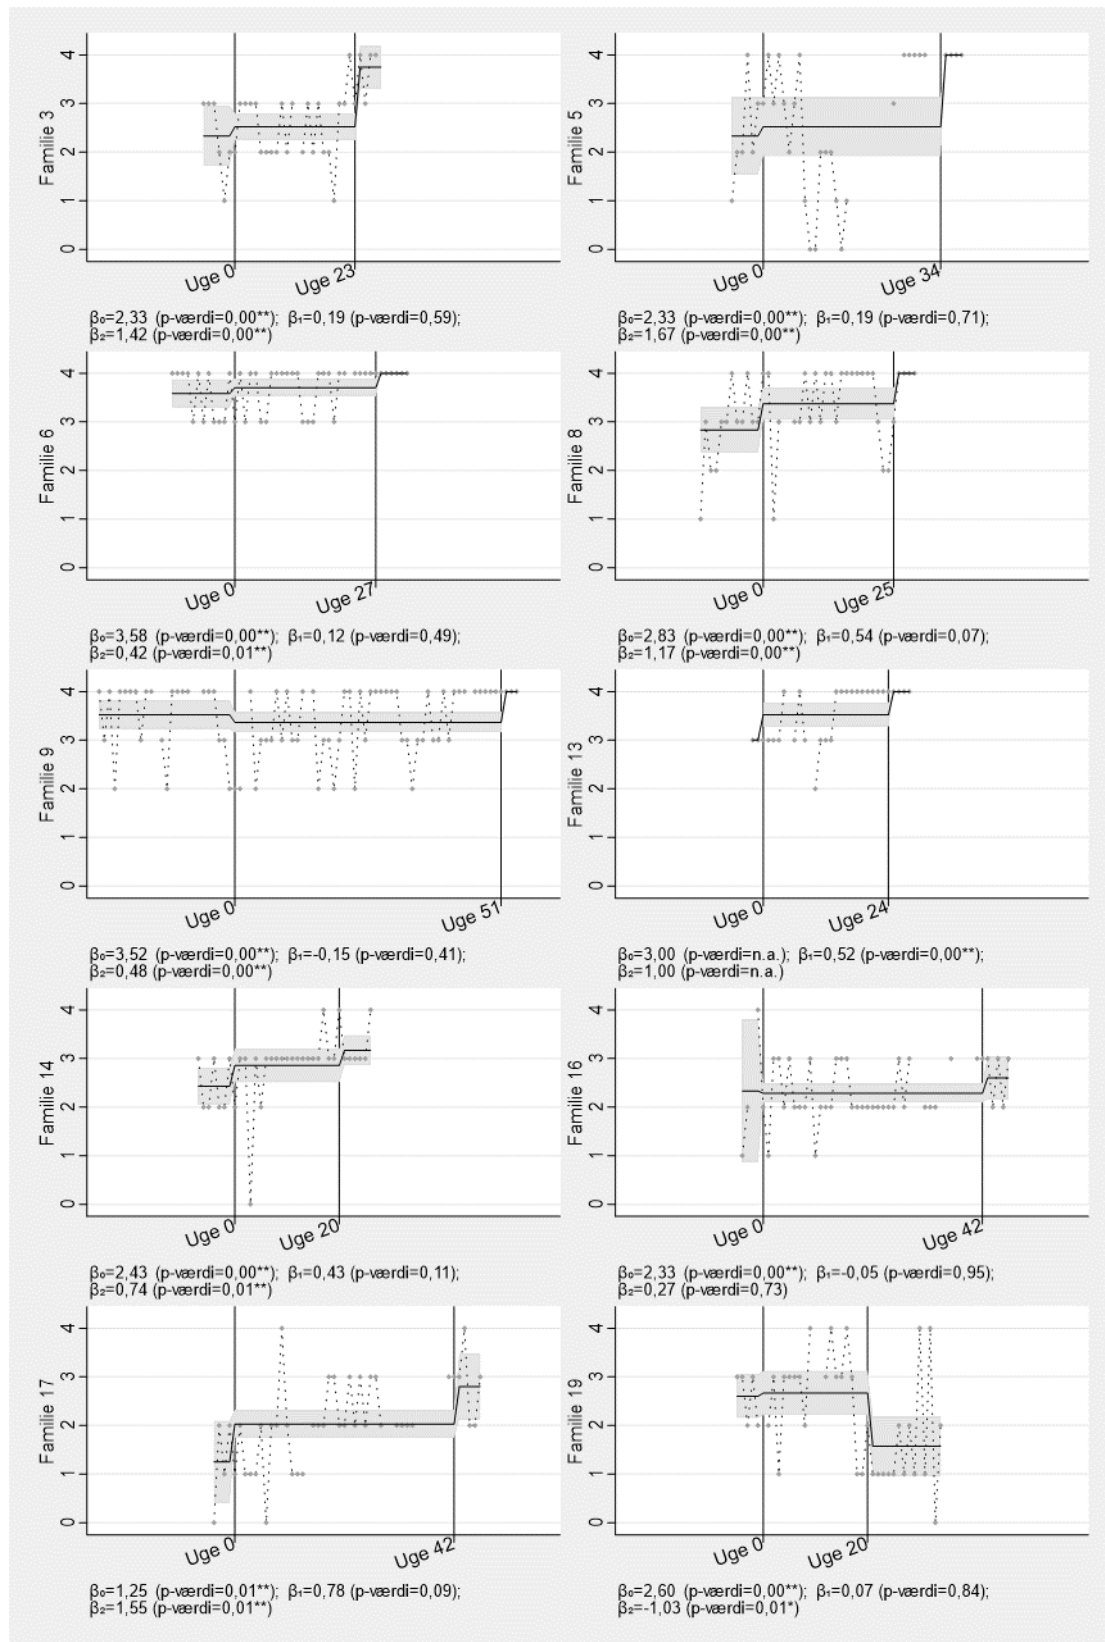 4
3
2
1
0
Familie 3
Uge 0
Uge 23
β₀=2,33 (p-værdi=0,00**); β₁=0,19 (p-værdi=0,59);
β₂=1,42 (p-værdi=0,00**)
4
3
2
1
0
Familie 5
Uge 0
Uge 34
β₀=2,33 (p-værdi=0,00**); β₁=0,19 (p-værdi=0,71);
β₂=1,67 (p-værdi=0,00**)
4
3
2
1
0
Familie 6
Uge 0
Uge 27
β₀=3,58 (p-værdi=0,00**); β₁=0,12 (p-værdi=0,49);
β₂=0,42 (p-værdi=0,01**)
4
3
2
1
0
Familie 8
Uge 0
Uge 25
β₀=2,83 (p-værdi=0,00**); β₁=0,54 (p-værdi=0,07);
β₂=1,17 (p-værdi=0,00**)
4
3
2
1
0
Familie 9
Uge 0
Uge 51
β₀=3,52 (p-værdi=0,00**); β₁=-0,15 (p-værdi=0,41);
β₂=0,48 (p-værdi=0,00**)
4
3
2
1
0
Familie 13
Uge 0
Uge 24
β₀=3,00 (p-værdi=n.a.); β₁=0,52 (p-værdi=0,00**);
β₂=1,00 (p-værdi=n.a.)
4
3
2
1
0
Familie 14
Uge 0
Uge 20
β₀=2,43 (p-værdi=0,00**); β₁=0,43 (p-værdi=0,11);
β₂=0,74 (p-værdi=0,01**)
4
3
2
1
0
Familie 16
Uge 0
Uge 42
β₀=2,33 (p-værdi=0,00**); β₁=-0,05 (p-værdi=0,95);
β₂=0,27 (p-værdi=0,73)
4
3
2
1
0
Familie 17
Uge 0
Uge 42
β₀=1,25 (p-værdi=0,01**); β₁=0,78 (p-værdi=0,09);
β₂=1,55 (p-værdi=0,01**)
4
3
2
1
0
Familie 19
Uge 0
Uge 20
β₀=2,60 (p-værdi=0,00**); β₁=0,07 (p-værdi=0,84);
β₂=-1,03 (p-værdi=0,01*)